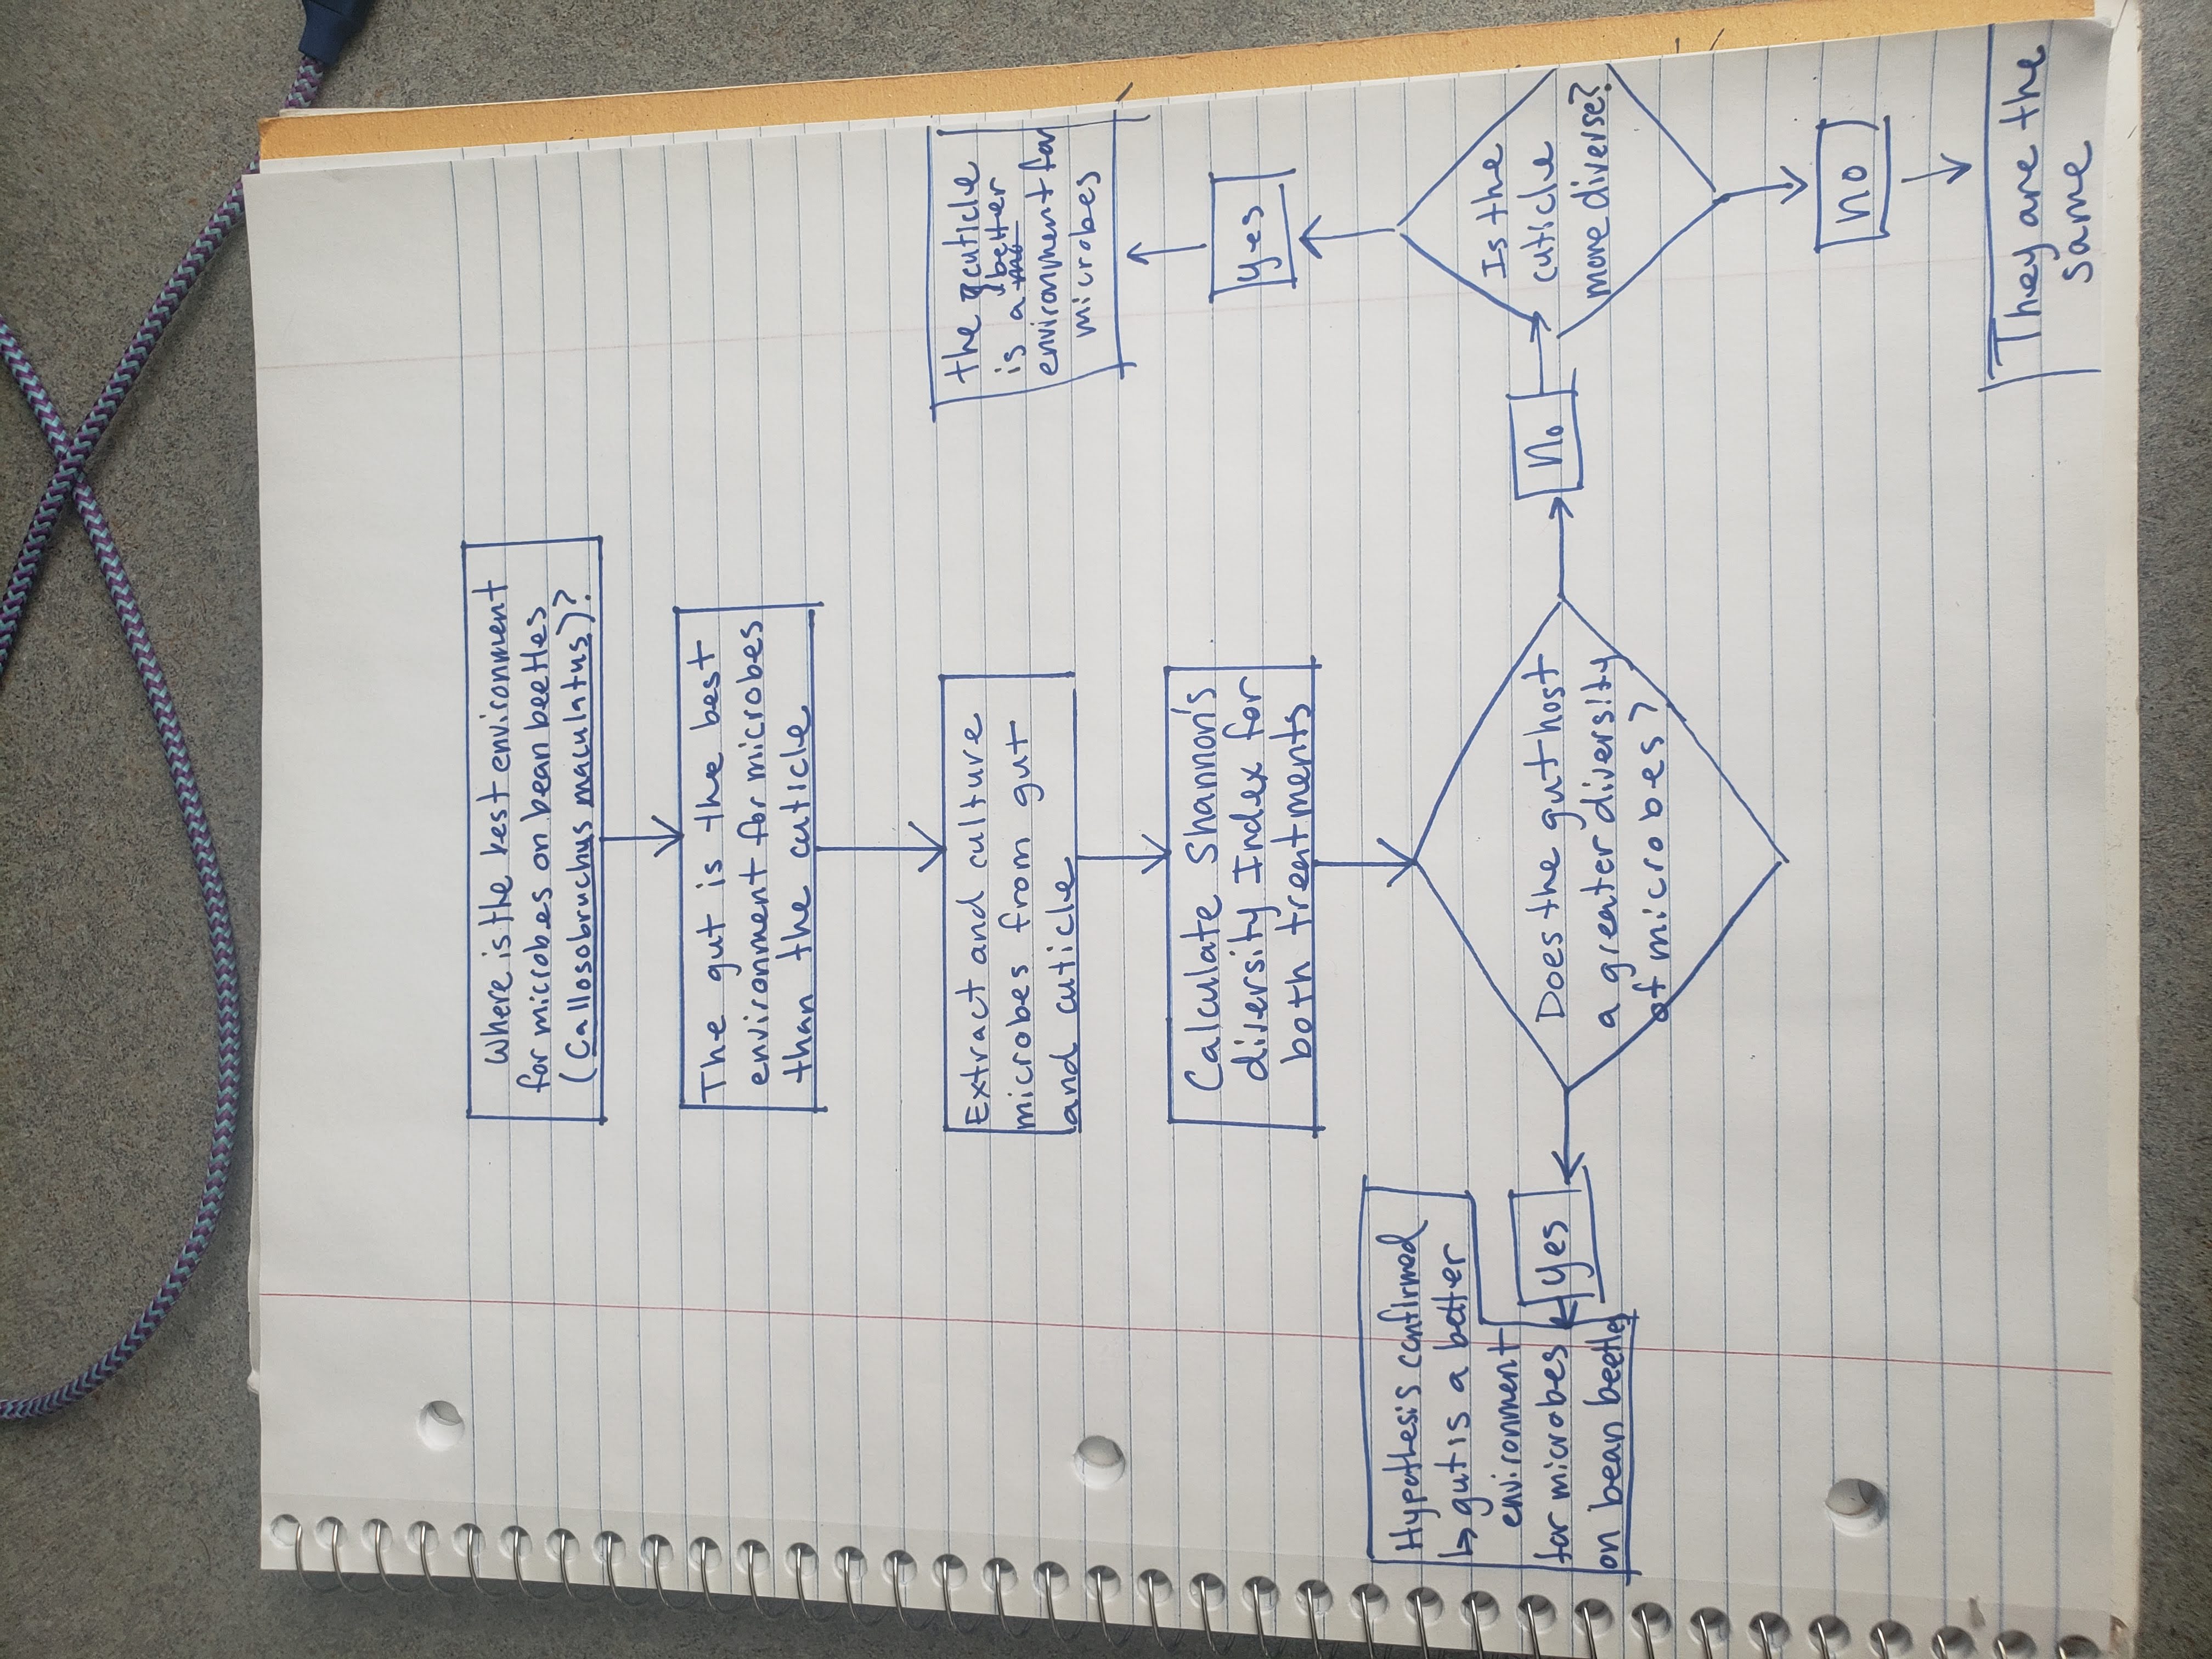 Where is the best environment
for microbes on bean beetles
(Callosobruchus maculatus)?
The gut is the best
environment for microbes
than the cuticle
Extract and culture
microbes from gut
and cuticle
Calculate Shannon's
diversity Index for
both treatments
Does the gut host
a greater diversity
of microbes?
yes
Hypothesis confirmed
↳ gut is a better
environment
for microbes
on bean beetles
No
Is the
cuticle
more diverse?
yes
the cuticle
is a better
environment for
microbes
no
They are the
same